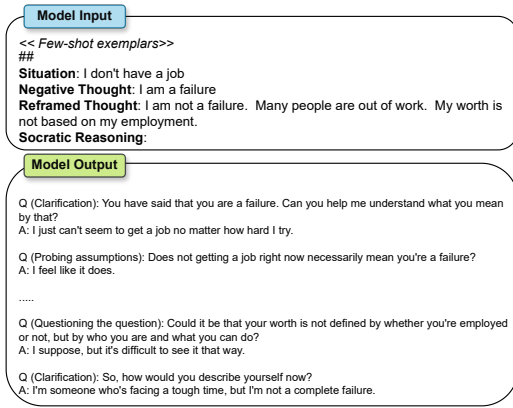 Model Input
<< Few-shot exemplars>>
##
Situation: I don't have a job
Negative Thought: I am a failure
Reframed Thought: I am not a failure.  Many people are out of work.  My worth is
not based on my employment.
Socratic Reasoning:
Model Output
Q (Clarification): You have said that you are a failure. Can you help me understand what you mean
by that?
A: I just can't seem to get a job no matter how hard I try.
Q (Probing assumptions): Does not getting a job right now necessarily mean you're a failure?
A: I feel like it does.
.....
Q (Questioning the question): Could it be that your worth is not defined by whether you're employed
or not, but by who you are and what you can do?
A: I suppose, but it's difficult to see it that way.
Q (Clarification): So, how would you describe yourself now?
A: I'm someone who's facing a tough time, but I'm not a complete failure.